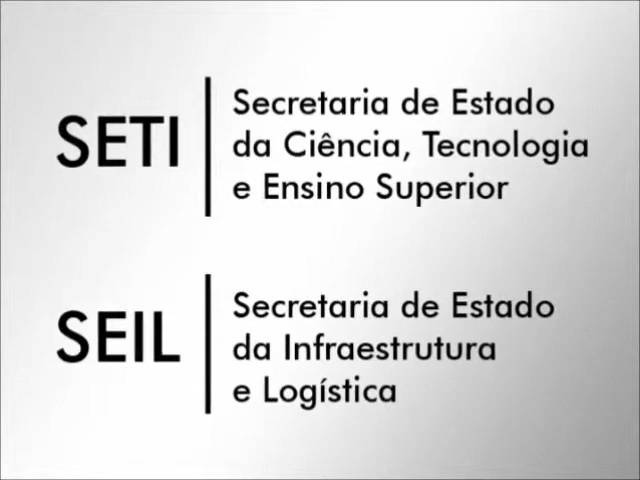 SETI
Secretaria de Estado
da Ciência, Tecnologia
e Ensino Superior
SEIL
Secretaria de Estado
da Infraestrutura
e Logística